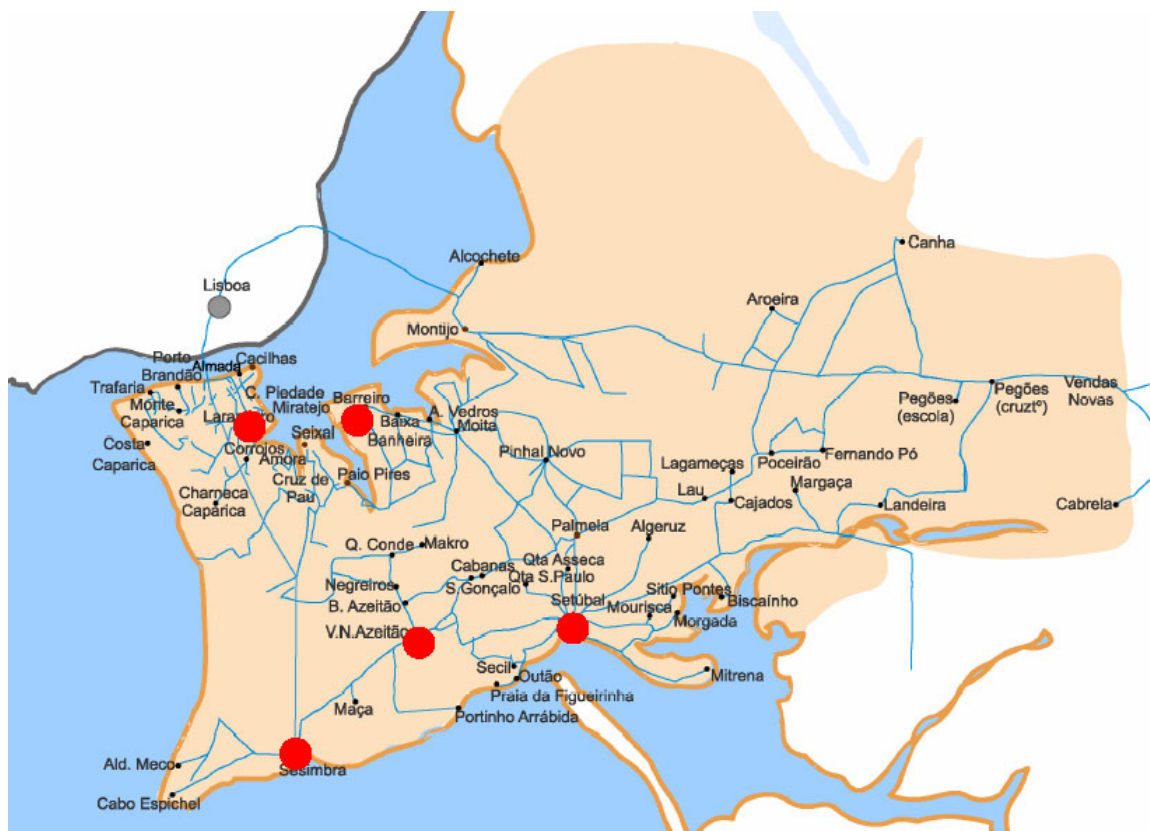 Canha
Alcochete
Lisboa
Aroeira
Montijo
Porto
Brandão
Almada
Cacilhas
Trafaria
C. Piedade
Miratejo
Barreiro
Pegões
(escola)
Pegões
(cruztº)
Vendas
Novas
Monte
Caparica
Baixa
Banheira
A. Vedros
Moita
Seixal
Costa
Caparica
Corroios
Amora
Pinhal Novo
Lagameças
Poceirão
Fernando Pó
Cruz de
Pau
Paio Pires
Charneca
Caparica
Lau
Cajados
Margaça
Landeira
Cabrela
Palmela
Algeruz
Q. Conde
Makro
Cabanas
Qta Asseca
S.Gonçalo
Qta S.Paulo
Negreiros
B. Azeitão
Setúbal
Sitio Pontes
Mourisca
Biscaínho
Morgada
V.N.Azeitão
Secil
Outão
Mitrena
Praia da Figueirinha
Maça
Portinho Arrábida
Ald. Meco
Sesimbra
Cabo Espichel